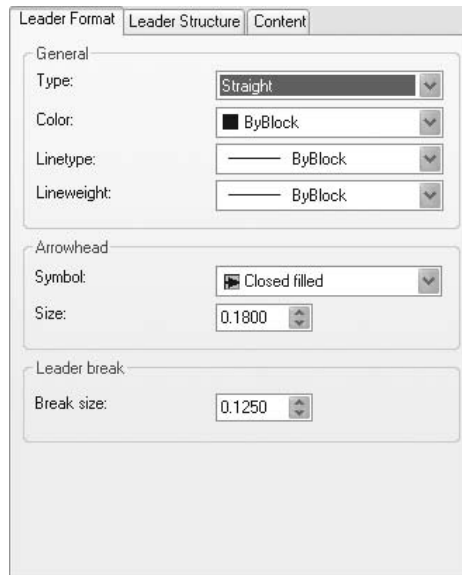 Leader Format Leader Structure Content
General
Type: Straight
Color: ByBlock
Linetype: ByBlock
Lineweight: ByBlock
Arrowhead
Symbol: Closed filled
Size: 0.1800
Leader break
Break size: 0.1250